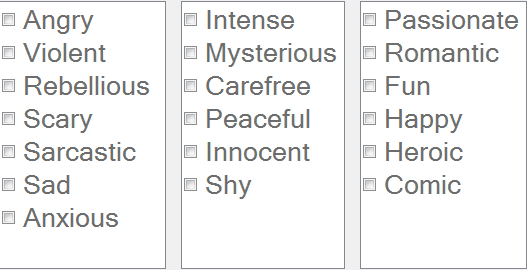 Angry
Violent
Rebellious
Scary
Sarcastic
Sad
Anxious
Intense
Mysterious
Carefree
Peaceful
Innocent
Shy
Passionate
Romantic
Fun
Happy
Heroic
Comic